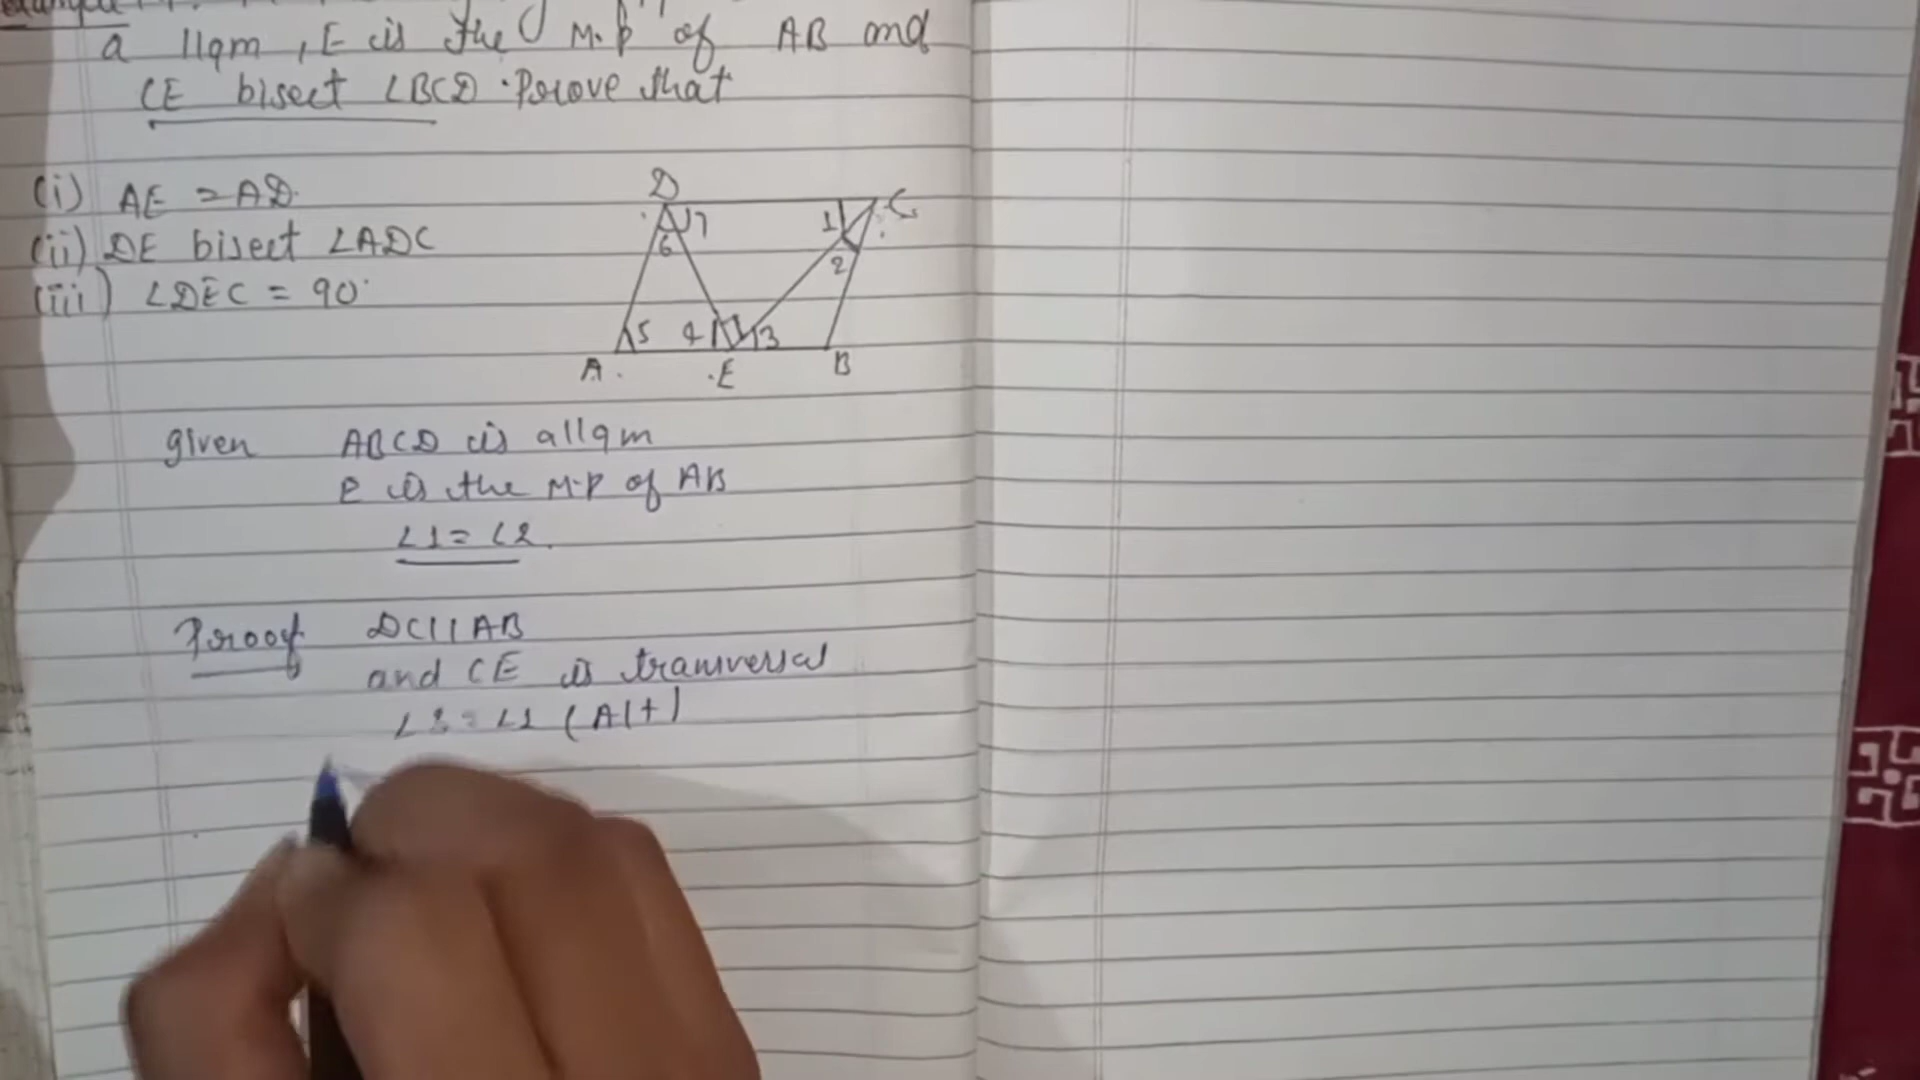 a llqm, E is the M.P of AB and
CE bisect ∠BCD. Prove that
(i) AE = AD
(ii) DE bisect ∠ADC
(iii) ∠DEC = 90°
D
C
7
1
6
2
5
4
3
A
E
B
given ABCD is allqm
E is the M.P of AB
∠1 = ∠2
Proof DC || AB
and CE is transversal
∠3 = ∠1 (Alt)